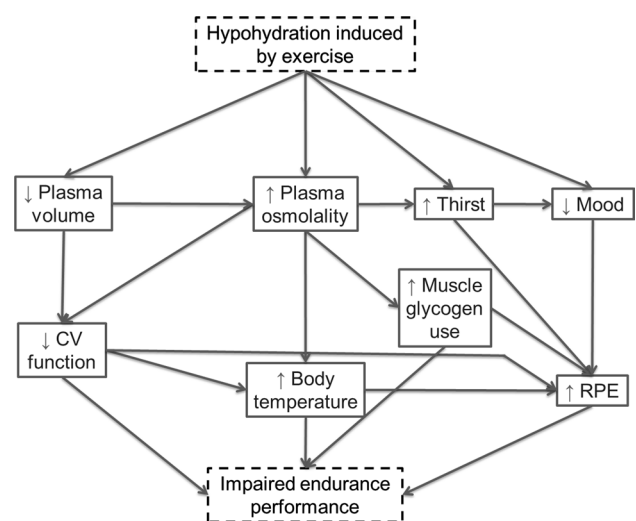 Hypohydration induced
by exercise
↓ Plasma
volume
↑ Plasma
osmolality
↑ Thirst
↓ Mood
↑ Muscle
glycogen
use
↓ CV
function
↑ Body
temperature
↑ RPE
Impaired endurance
performance